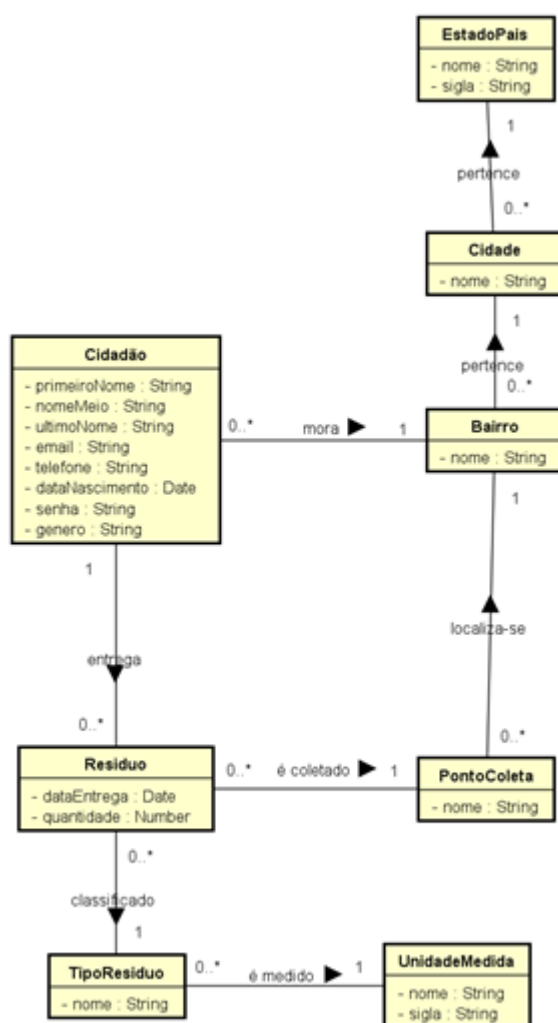 EstadoPais
- nome : String
- sigla : String
1
pertence
0..*
Cidade
- nome : String
1
pertence
0..*
Cidadão
- primeiroNome : String
- nomeMeio : String
- ultimoNome : String
- email : String
- telefone : String
- dataNascimento : Date
- senha : String
- genero : String
0..* mora 1
Bairro
- nome : String
1
1
entrega
localiza-se
0..*
0..*
Residuo
- dataEntrega : Date
- quantidade : Number
0..* é coletado 1
PontoColeta
- nome : String
0..*
classificado
1
TipoResiduo
- nome : String
0..* é medido 1
UnidadeMedida
- nome : String
- sigla : String